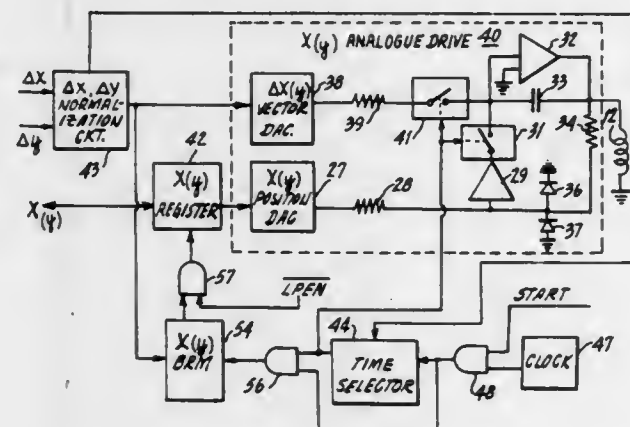 X(y) ANALOGUE DRIVE 40
32
ΔX
Δy
ΔX, ΔY
NORMAL-
IZATION
CKT.
43
ΔX(y)
VECTOR
DAC.
38
39
41
33
31
34
12
42
X(y)
REGISTER
X(y)
POSITION
DAC
27
28
29
36
37
X(y)
57
LPEN
START
X(y)
BRM
54
56
44
TIME
SELECTOR
48
CLOCK
47